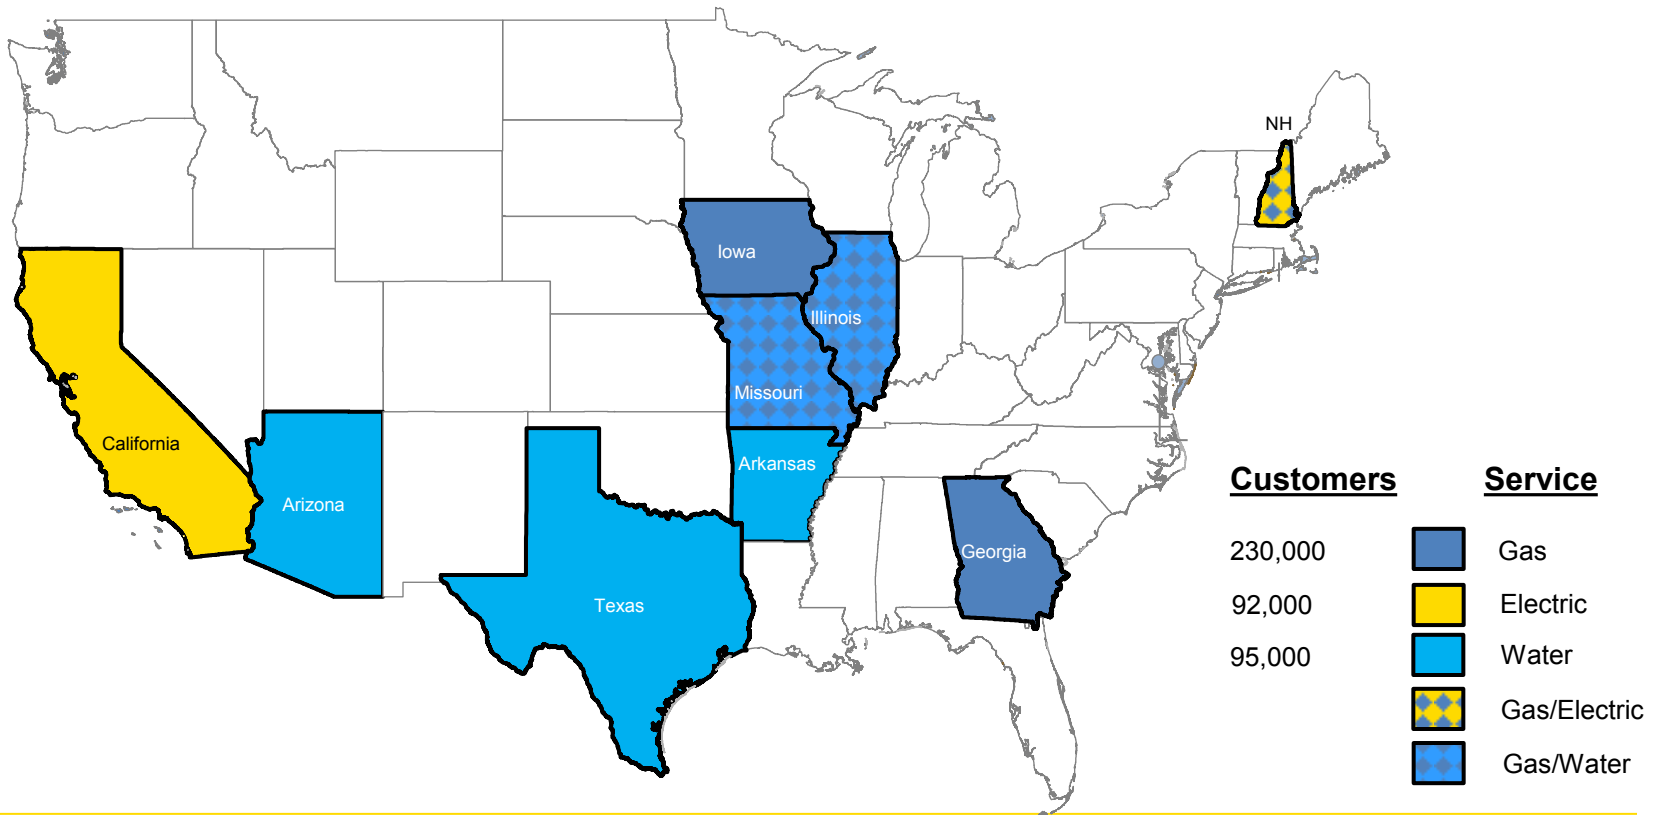 NH
Iowa
Illinois
Missouri
California
Arkansas
Arizona
Georgia
Texas
Customers Service
230,000 Gas
92,000 Electric
95,000 Water
Gas/Electric
Gas/Water